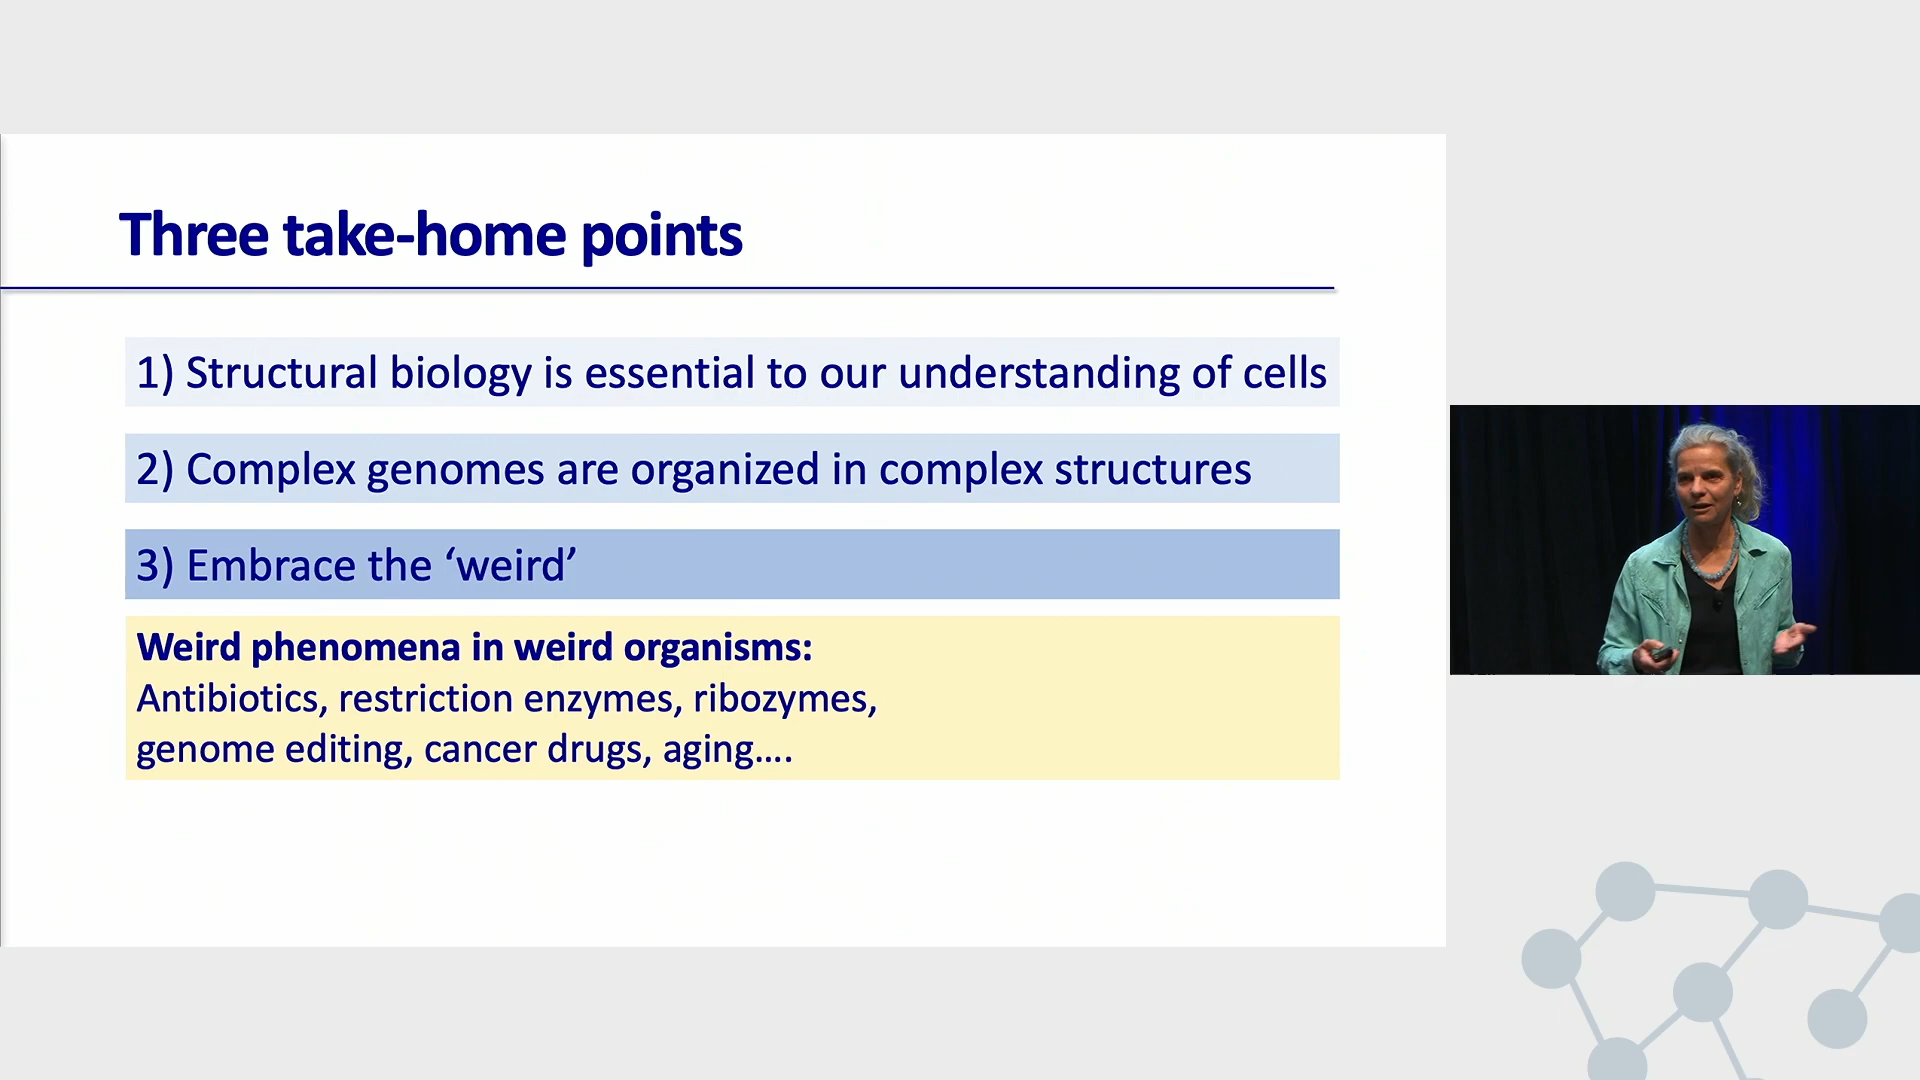 Three take-home points
1) Structural biology is essential to our understanding of cells
2) Complex genomes are organized in complex structures
3) Embrace the ‘weird’
Weird phenomena in weird organisms:
Antibiotics, restriction enzymes, ribozymes,
genome editing, cancer drugs, aging....